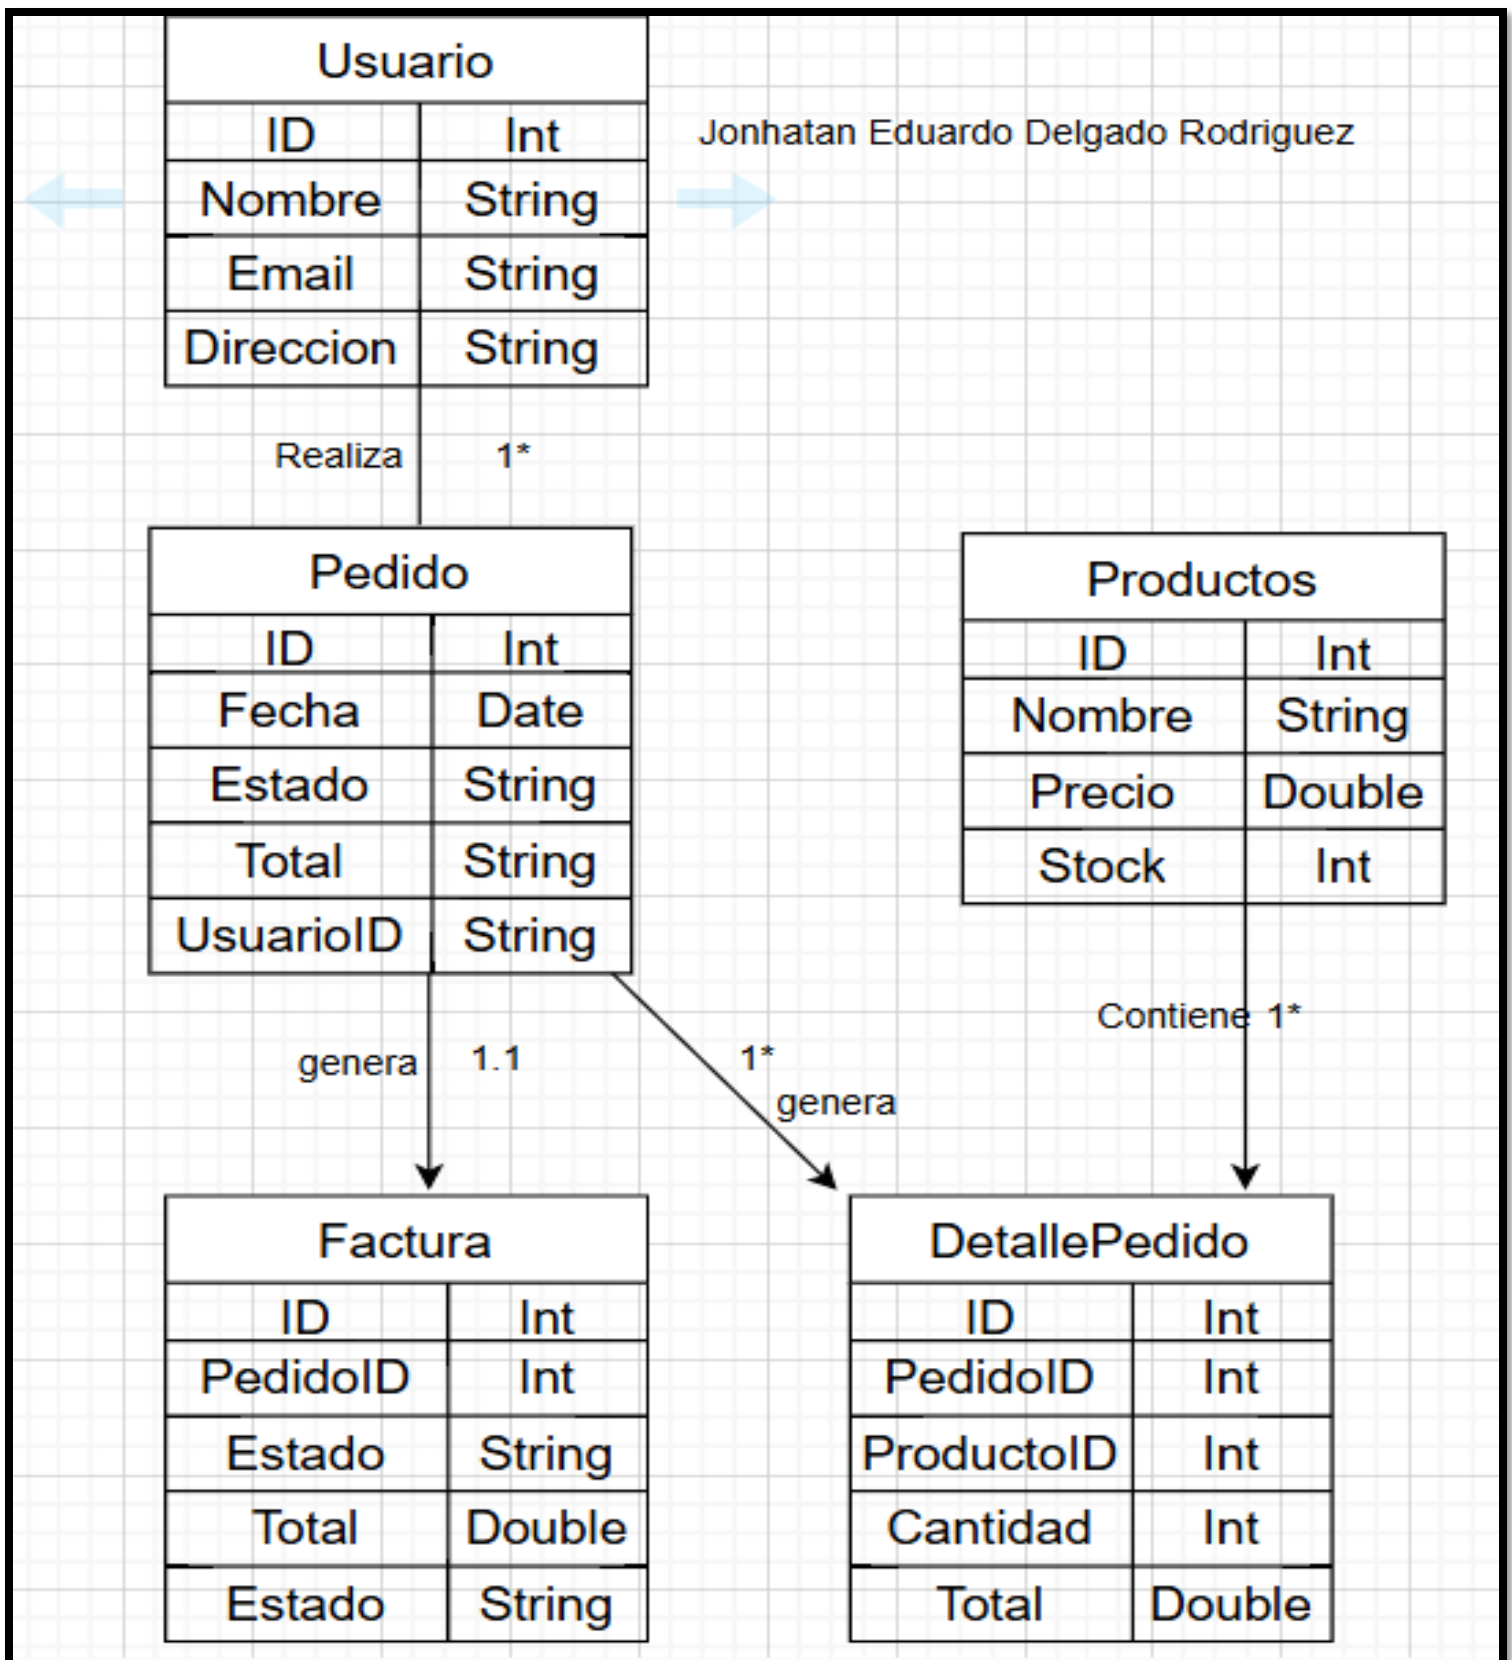 Usuario
ID Int
Nombre String
Email String
Direccion String
Jonhatan Eduardo Delgado Rodriguez
Realiza 1*
Pedido
ID Int
Fecha Date
Estado String
Total String
UsuarioID String
Productos
ID Int
Nombre String
Precio Double
Stock Int
genera 1.1
1*
genera
Contiene 1*
Factura
ID Int
PedidoID Int
Estado String
Total Double
Estado String
DetallePedido
ID Int
PedidoID Int
ProductoID Int
Cantidad Int
Total Double